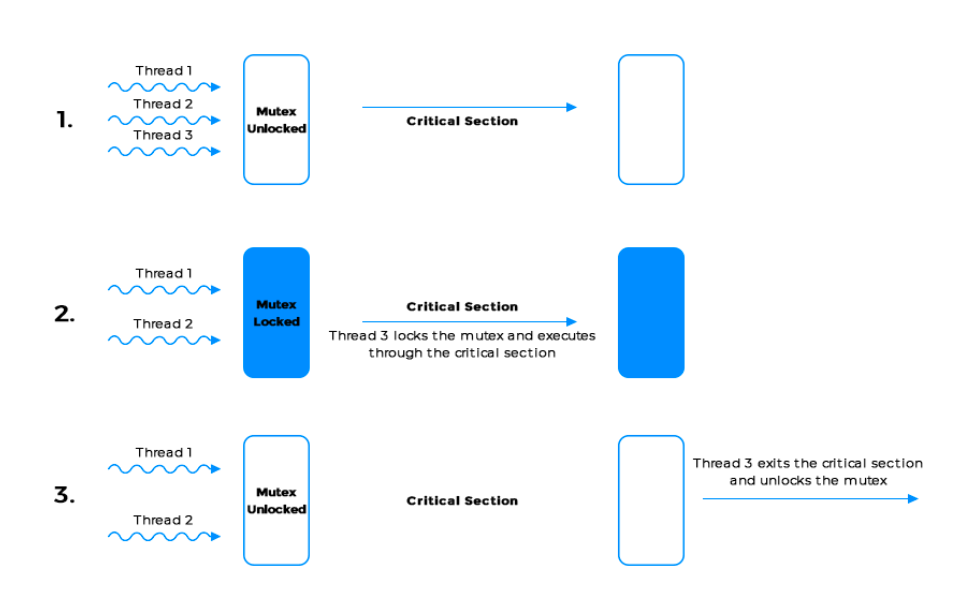 1.
Thread 1
Thread 2
Thread 3
Mutex
Unlocked
Critical Section
2.
Thread 1
Thread 2
Mutex
Locked
Critical Section
Thread 3 locks the mutex and executes
through the critical section
3.
Thread 1
Thread 2
Mutex
Unlocked
Critical Section
Thread 3 exits the critical section
and unlocks the mutex